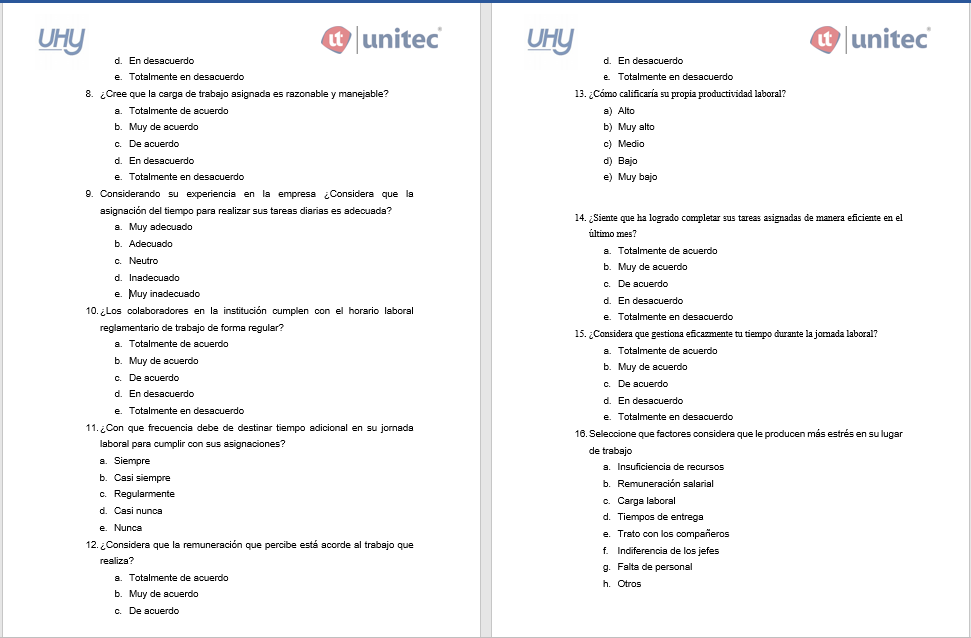 UHY
unitec
d. En desacuerdo
e. Totalmente en desacuerdo
8. ¿Cree que la carga de trabajo asignada es razonable y manejable?
a. Totalmente de acuerdo
b. Muy de acuerdo
c. De acuerdo
d. En desacuerdo
e. Totalmente en desacuerdo
9. Considerando su experiencia en la empresa ¿Considera que la
asignación del tiempo para realizar sus tareas diarias es adecuada?
a. Muy adecuado
b. Adecuado
c. Neutro
d. Inadecuado
e. Muy inadecuado
10. ¿Los colaboradores en la institución cumplen con el horario laboral
reglamentario de trabajo de forma regular?
a. Totalmente de acuerdo
b. Muy de acuerdo
c. De acuerdo
d. En desacuerdo
e. Totalmente en desacuerdo
11. ¿Con que frecuencia debe de destinar tiempo adicional en su jornada
laboral para cumplir con sus asignaciones?
a. Siempre
b. Casi siempre
c. Regularmente
d. Casi nunca
e. Nunca
12. ¿Considera que la remuneración que percibe está acorde al trabajo que
realiza?
a. Totalmente de acuerdo
b. Muy de acuerdo
c. De acuerdo
UHY
unitec
d. En desacuerdo
e. Totalmente en desacuerdo
13. ¿Cómo calificaría su propia productividad laboral?
a) Alto
b) Muy alto
c) Medio
d) Bajo
e) Muy bajo
14. ¿Siente que ha logrado completar sus tareas asignadas de manera eficiente en el
último mes?
a. Totalmente de acuerdo
b. Muy de acuerdo
c. De acuerdo
d. En desacuerdo
e. Totalmente en desacuerdo
15. ¿Considera que gestiona eficazmente tu tiempo durante la jornada laboral?
a. Totalmente de acuerdo
b. Muy de acuerdo
c. De acuerdo
d. En desacuerdo
e. Totalmente en desacuerdo
16. Seleccione que factores considera que le producen más estrés en su lugar
de trabajo
a. Insuficiencia de recursos
b. Remuneración salarial
c. Carga laboral
d. Tiempos de entrega
e. Trato con los compañeros
f. Indiferencia de los jefes
g. Falta de personal
h. Otros